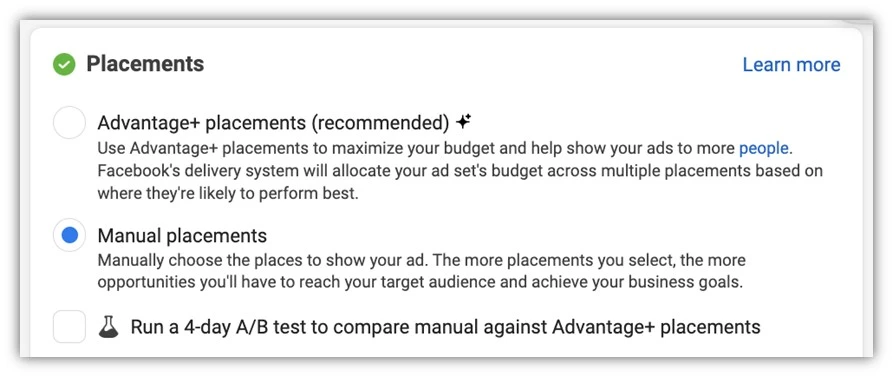 Placements
Learn more
Advantage+ placements (recommended)
Use Advantage+ placements to maximize your budget and help show your ads to more people.
Facebook's delivery system will allocate your ad set's budget across multiple placements based on
where they're likely to perform best.
Manual placements
Manually choose the places to show your ad. The more placements you select, the more
opportunities you'll have to reach your target audience and achieve your business goals.
Run a 4-day A/B test to compare manual against Advantage+ placements